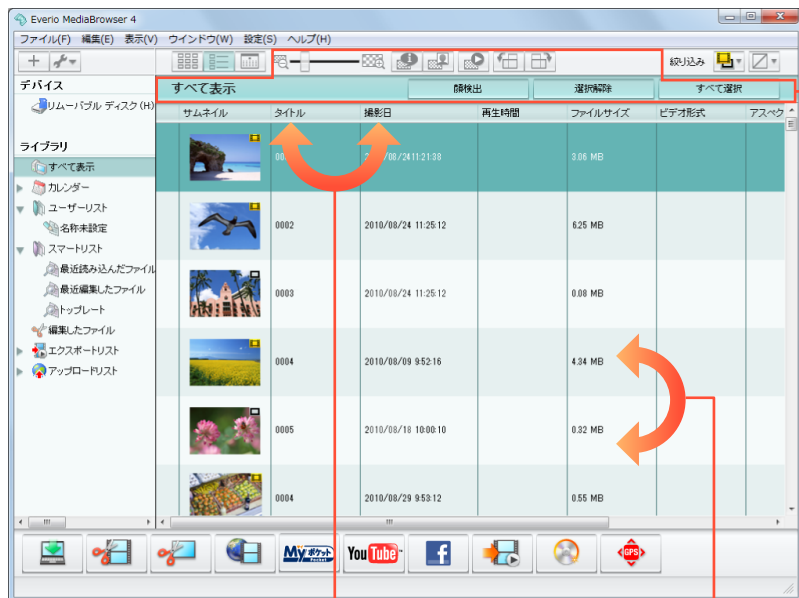 Everio MediaBrowser 4
ファイル(F) 編集(E) 表示(V) ウインドウ(W) 設定(S) ヘルプ(H)
絞り込み
デバイス
リムーバブル ディスク (H)
ライブラリ
すべて表示
カレンダー
ユーザーリスト
名称未設定
スマートリスト
最近読み込んだファイル
最近編集したファイル
トップレート
編集したファイル
エクスポートリスト
アップロードリスト
すべて表示 顔検出 選択解除 すべて選択
サムネイル タイトル 撮影日 再生時間 ファイルサイズ ビデオ形式 アスペク
/08/24 11:21:38 3.06 MB
0002 2010/08/24 11:25:12 6.25 MB
0003 2010/08/24 11:25:12 0.08 MB
0004 2010/08/09 9:52:16 4.34 MB
0005 2010/08/18 10:00:10 0.32 MB
0004 2010/08/29 9:53:12 0.55 MB
Myポケット Pocket YouTube f GPS